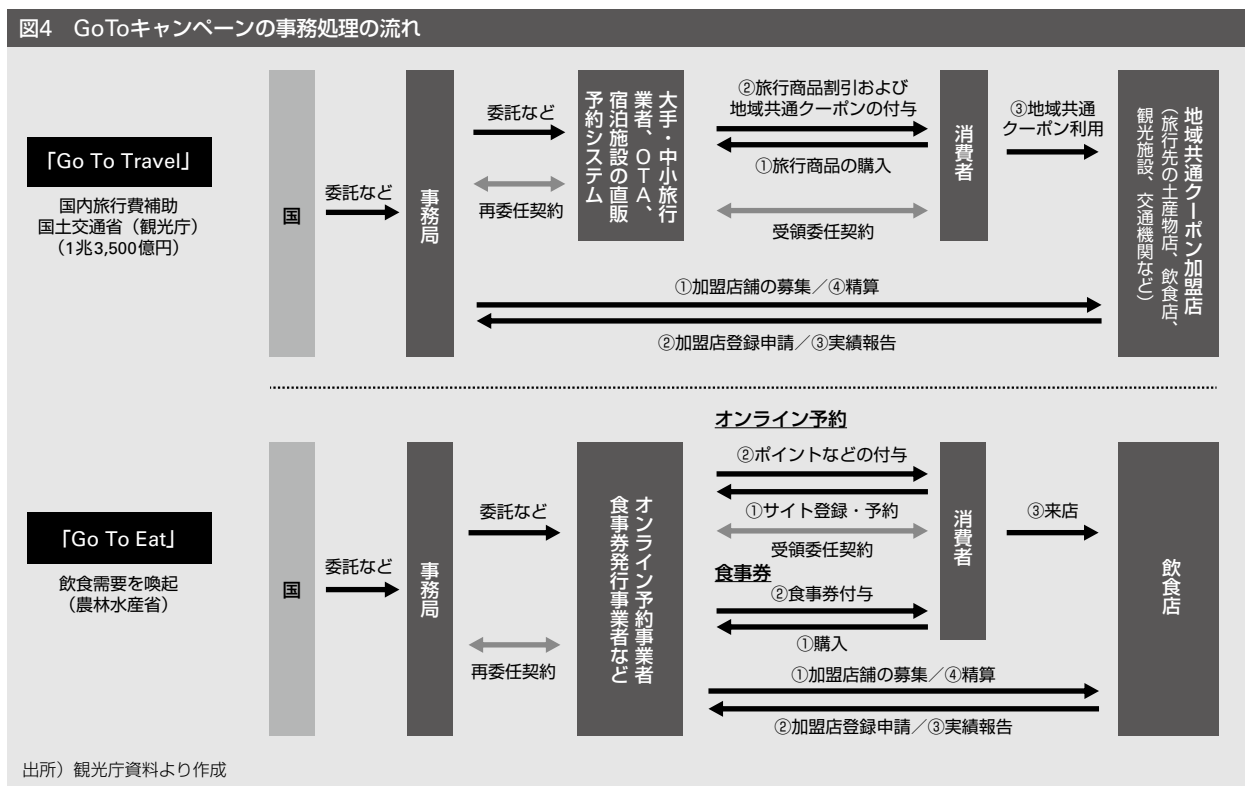 図4 GoToキャンペーンの事務処理の流れ
「Go To Travel」
国内旅行費補助
国土交通省（観光庁）
（1兆3,500億円）
国
委託など
事務局
委託など
再委任契約
大手・中小旅行
業者、OTA、
宿泊施設の直販
予約システム
②旅行商品割引および
地域共通クーポンの付与
①旅行商品の購入
受領委任契約
消費者
③地域共通
クーポン利用
地域共通クーポン加盟店
（旅行先の土産物店、飲食店、
観光施設、交通機関など）
①加盟店舗の募集／④精算
②加盟店登録申請／③実績報告
「Go To Eat」
飲食需要を喚起
（農林水産省）
国
委託など
事務局
委託など
再委任契約
オンライン予約事業者
食事券発行事業者など
オンライン予約
②ポイントなどの付与
①サイト登録・予約
受領委任契約
食事券
②食事券付与
①購入
消費者
③来店
飲食店
①加盟店舗の募集／④精算
②加盟店登録申請／③実績報告
出所）観光庁資料より作成